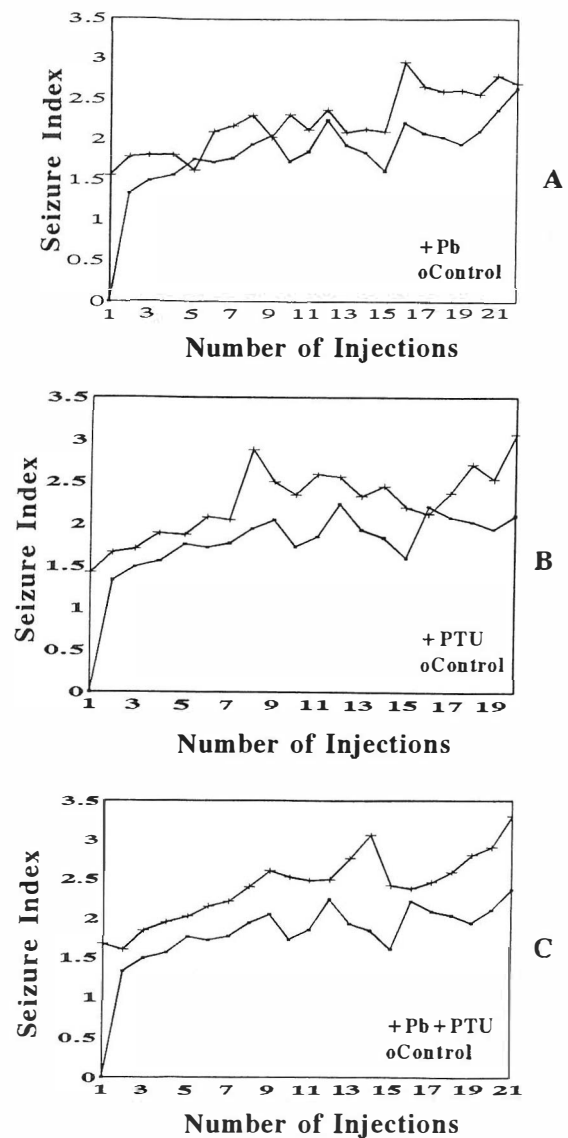 3.5
3
2.5
2
1.5
1
0.5
0
Seizure Index
+Pb
oControl
A
1 3 5 7 9 11 13 15 17 19 21
Number of Injections
3.5
3
2.5
2
1.5
1
0.5
0
Seizure Index
+ PTU
oControl
B
1 3 5 7 9 11 13 15 17 19
Number of Injections
3.5
3
2.5
2
1.5
1
0.5
0
Seizure Index
+Pb+PTU
oControl
C
1 3 5 7 9 11 13 15 17 19 21
Number of Injections